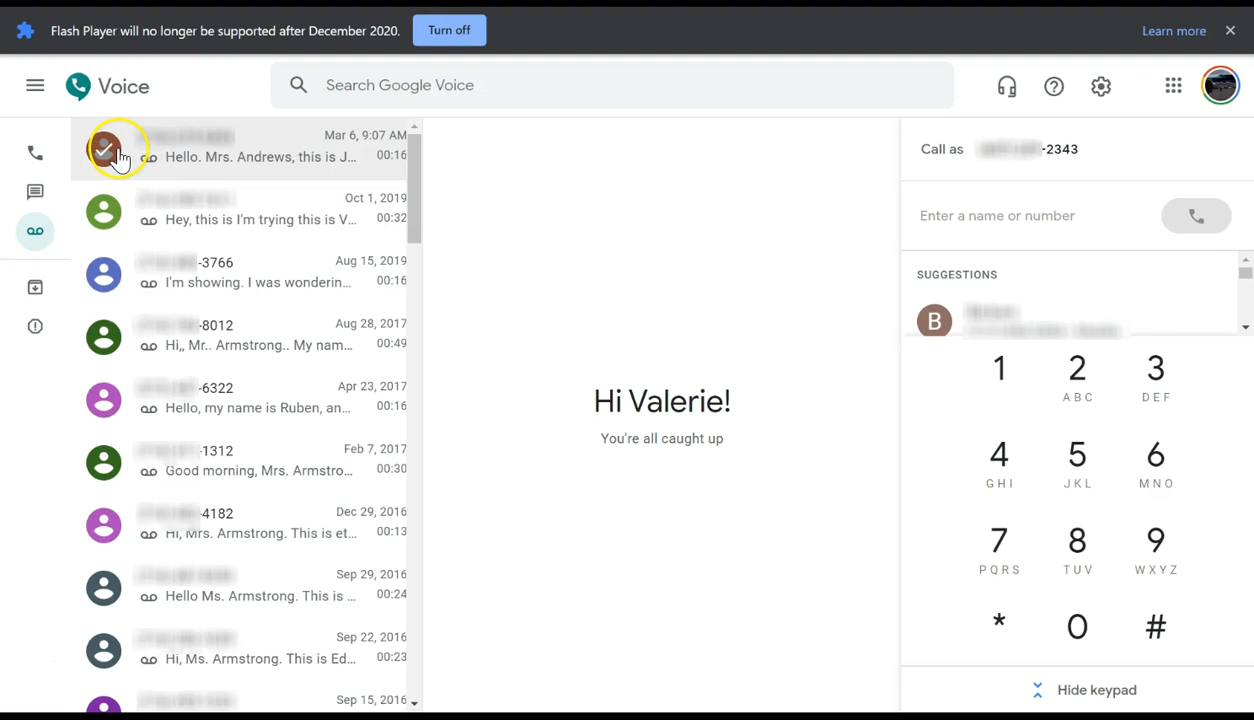 Flash Player will no longer be supported after December 2020. Turn off Learn more
Voice Search Google Voice
Mar 6, 9:07 AM
Hello. Mrs. Andrews, this is J... 00:16
Oct 1, 2019
Hey, this is I'm trying this is V... 00:32
-3766 Aug 15, 2019
I'm showing. I was wonderin... 00:16
-8012 Aug 28, 2017
Hi,, Mr.. Armstrong.. My nam... 00:49
-6322 Apr 23, 2017
Hello, my name is Ruben, an... 00:16
-1312 Feb 7, 2017
Good morning, Mrs. Armstro... 00:30
-4182 Dec 29, 2016
Hi, Mrs. Armstrong. This is et... 00:13
Sep 29, 2016
Hello Ms. Armstrong. This is ... 00:24
Sep 22, 2016
Hi, Ms. Armstrong. This is Ed... 00:23
Sep 15, 2016
Hi Valerie!
You're all caught up
Call as -2343
Enter a name or number
SUGGESTIONS
B
1 2 3
ABC DEF
4 5 6
GHI JKL MNO
7 8 9
PQRS TUV WXYZ
* 0 #
Hide keypad